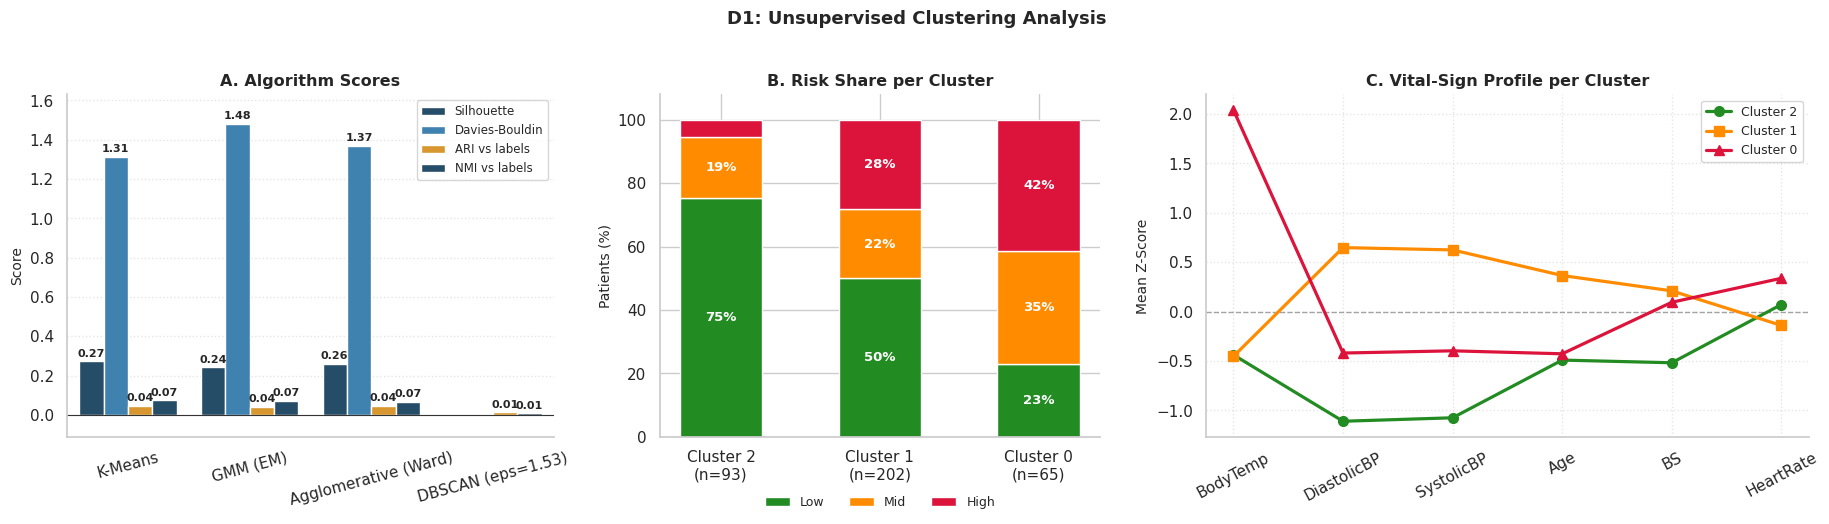 D1: Unsupervised Clustering Analysis
A. Algorithm Scores
Score
1.6
1.4
1.2
1.0
0.8
0.6
0.4
0.2
0.0
Silhouette
Davies-Bouldin
ARI vs labels
NMI vs labels
0.27
1.31
0.04
0.07
0.24
1.48
0.04
0.07
0.26
1.37
0.04
0.07
0.01
0.01
K-Means
GMM (EM)
Agglomerative (Ward)
DBSCAN (eps=1.53)
B. Risk Share per Cluster
Patients (%)
100
80
60
40
20
0
19%
75%
28%
22%
50%
42%
35%
23%
Cluster 2
(n=93)
Cluster 1
(n=202)
Cluster 0
(n=65)
Low
Mid
High
C. Vital-Sign Profile per Cluster
Mean Z-Score
2.0
1.5
1.0
0.5
0.0
−0.5
−1.0
Cluster 2
Cluster 1
Cluster 0
BodyTemp
DiastolicBP
SystolicBP
Age
BS
HeartRate